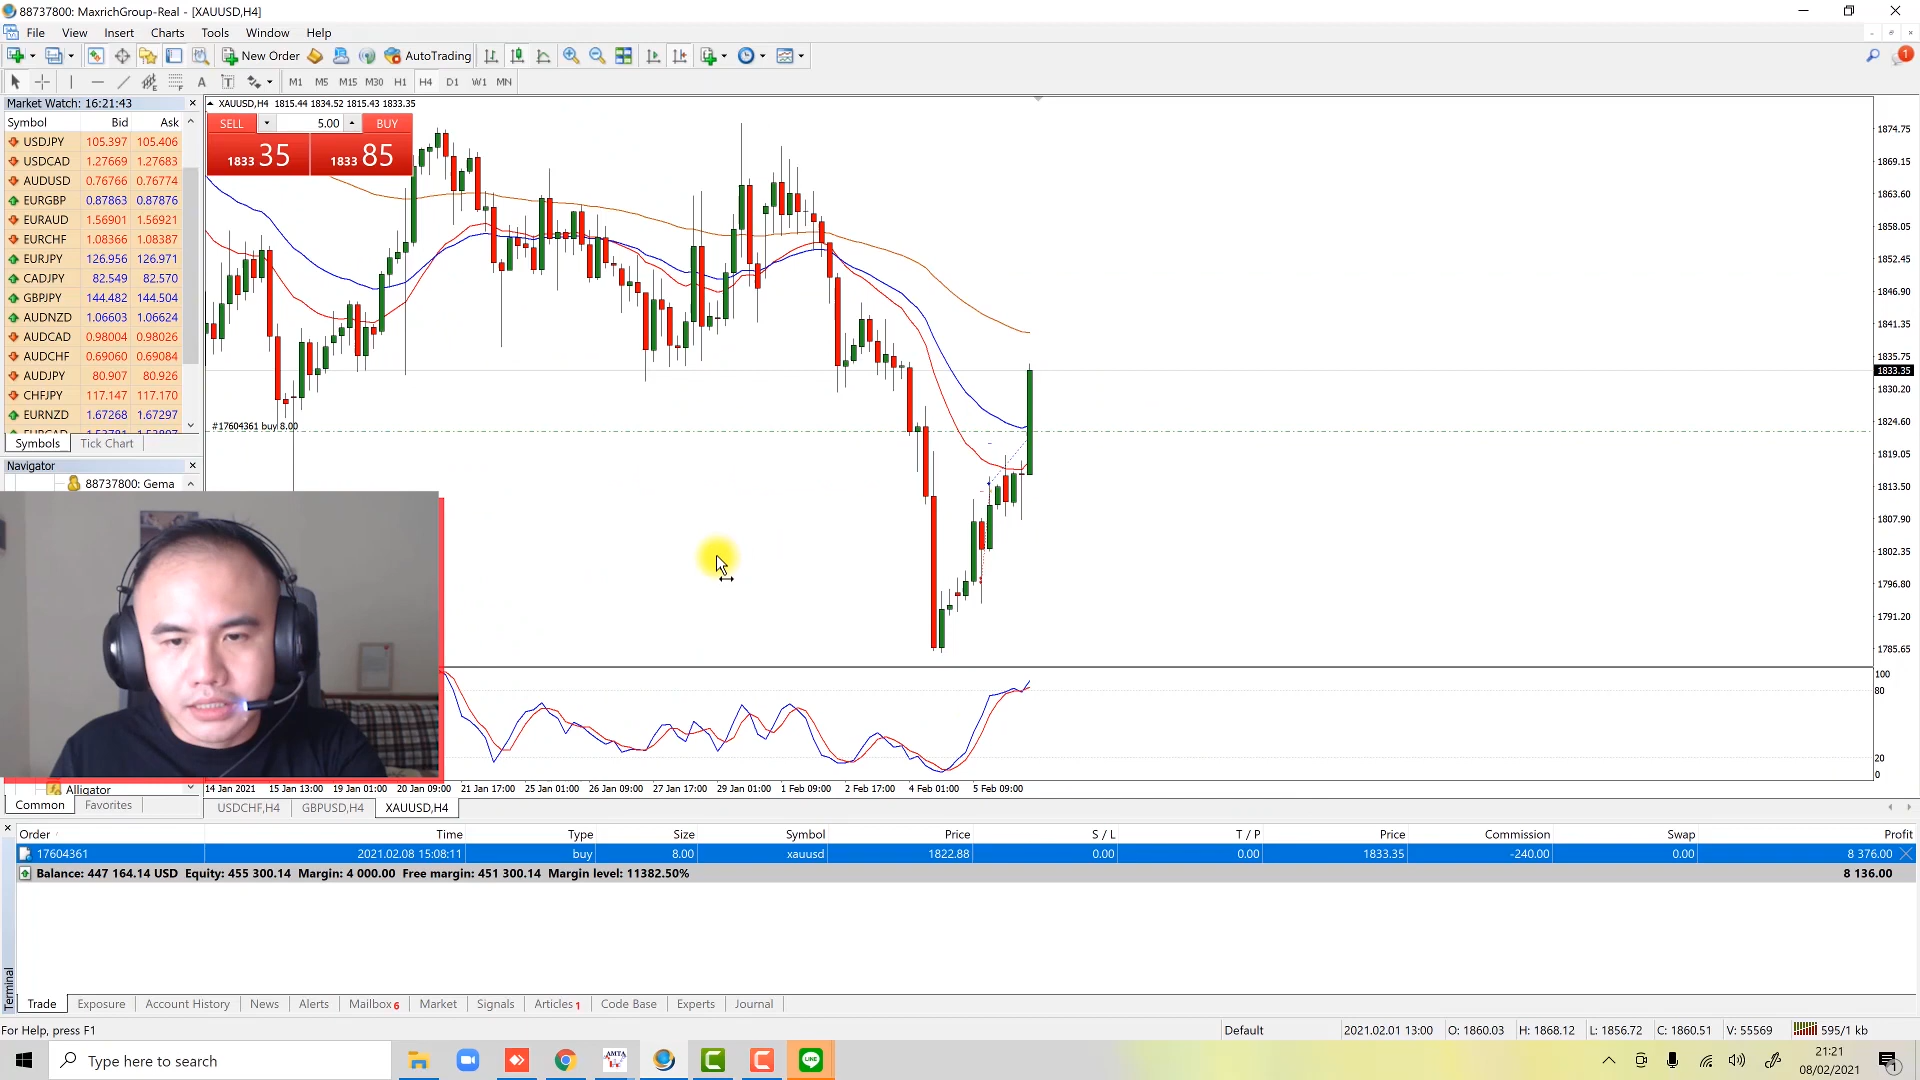 88737800: MaxrichGroup-Real - [XAUUSD,H4]
File View Insert Charts Tools Window Help
New Order AutoTrading 1
A T M1 M5 M15 M30 H1 H4 D1 W1 MN
Market Watch: 16:21:43
Symbol Bid Ask
USDJPY 105.397 105.406
USDCAD 1.27669 1.27683
AUDUSD 0.76766 0.76774
EURGBP 0.87863 0.87876
EURAUD 1.56901 1.56921
EURCHF 1.08366 1.08387
EURJPY 126.956 126.971
CADJPY 82.549 82.570
GBPJPY 144.482 144.504
AUDNZD 1.06603 1.06624
AUDCAD 0.98004 0.98026
AUDCHF 0.69060 0.69084
AUDJPY 80.907 80.926
CHFJPY 117.147 117.170
EURNZD 1.67268 1.67297
Symbols Tick Chart
Navigator
88737800: Gema
Alligator
Common Favorites
XAUUSD,H4 1815.44 1834.52 1815.43 1833.35
SELL 5.00 BUY
1833 35 1833 85
#17604361 buy 8.00
1874.75
1869.15
1863.60
1858.05
1852.45
1846.90
1841.35
1835.75
1833.35
1830.20
1824.60
1819.05
1813.50
1807.90
1802.35
1796.80
1791.20
1785.65
100
80
20
0
14 Jan 2021 15 Jan 13:00 19 Jan 01:00 20 Jan 09:00 21 Jan 17:00 25 Jan 01:00 26 Jan 09:00 27 Jan 17:00 29 Jan 01:00 1 Feb 09:00 2 Feb 17:00 4 Feb 01:00 5 Feb 09:00
USDCHF,H4 GBPUSD,H4 XAUUSD,H4
Order Time Type Size Symbol Price S / L T / P Price Commission Swap Profit
17604361 2021.02.08 15:08:11 buy 8.00 xauusd 1822.88 0.00 0.00 1833.35 -240.00 0.00 8 376.00
Balance: 447 164.14 USD Equity: 455 300.14 Margin: 4 000.00 Free margin: 451 300.14 Margin level: 11382.50% 8 136.00
Terminal
Trade Exposure Account History News Alerts Mailbox 6 Market Signals Articles 1 Code Base Experts Journal
For Help, press F1 Default 2021.02.01 13:00 O: 1860.03 H: 1868.12 L: 1856.72 C: 1860.51 V: 55569 595/1 kb
Type here to search
AMTA
LINE
21:21
08/02/2021